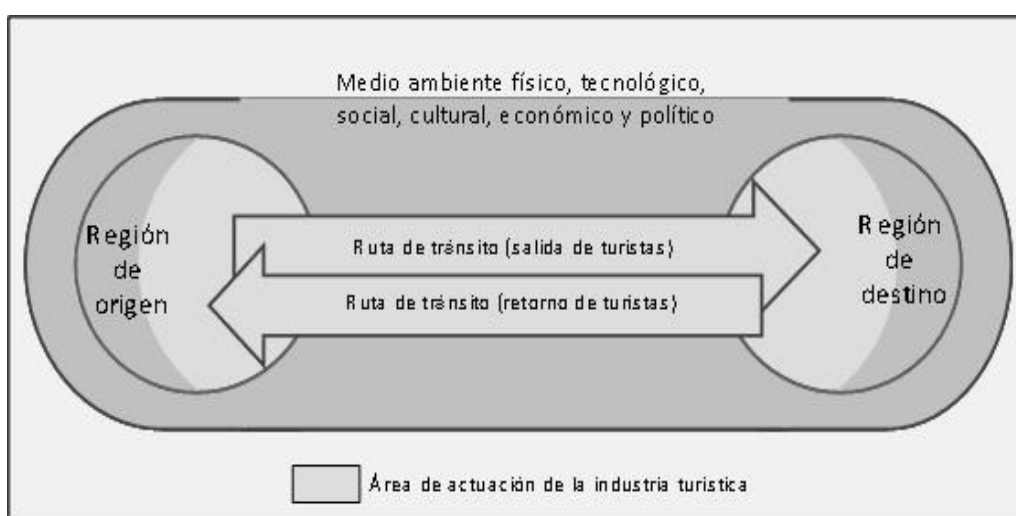 Medio ambiente físico, tecnológico,
social, cultural, económico y político
Región
de
origen
Ruta de tránsito (salida de turistas)
Ruta de tránsito (retorno de turistas)
Región
de
destino
Área de actuación de la industria turistica